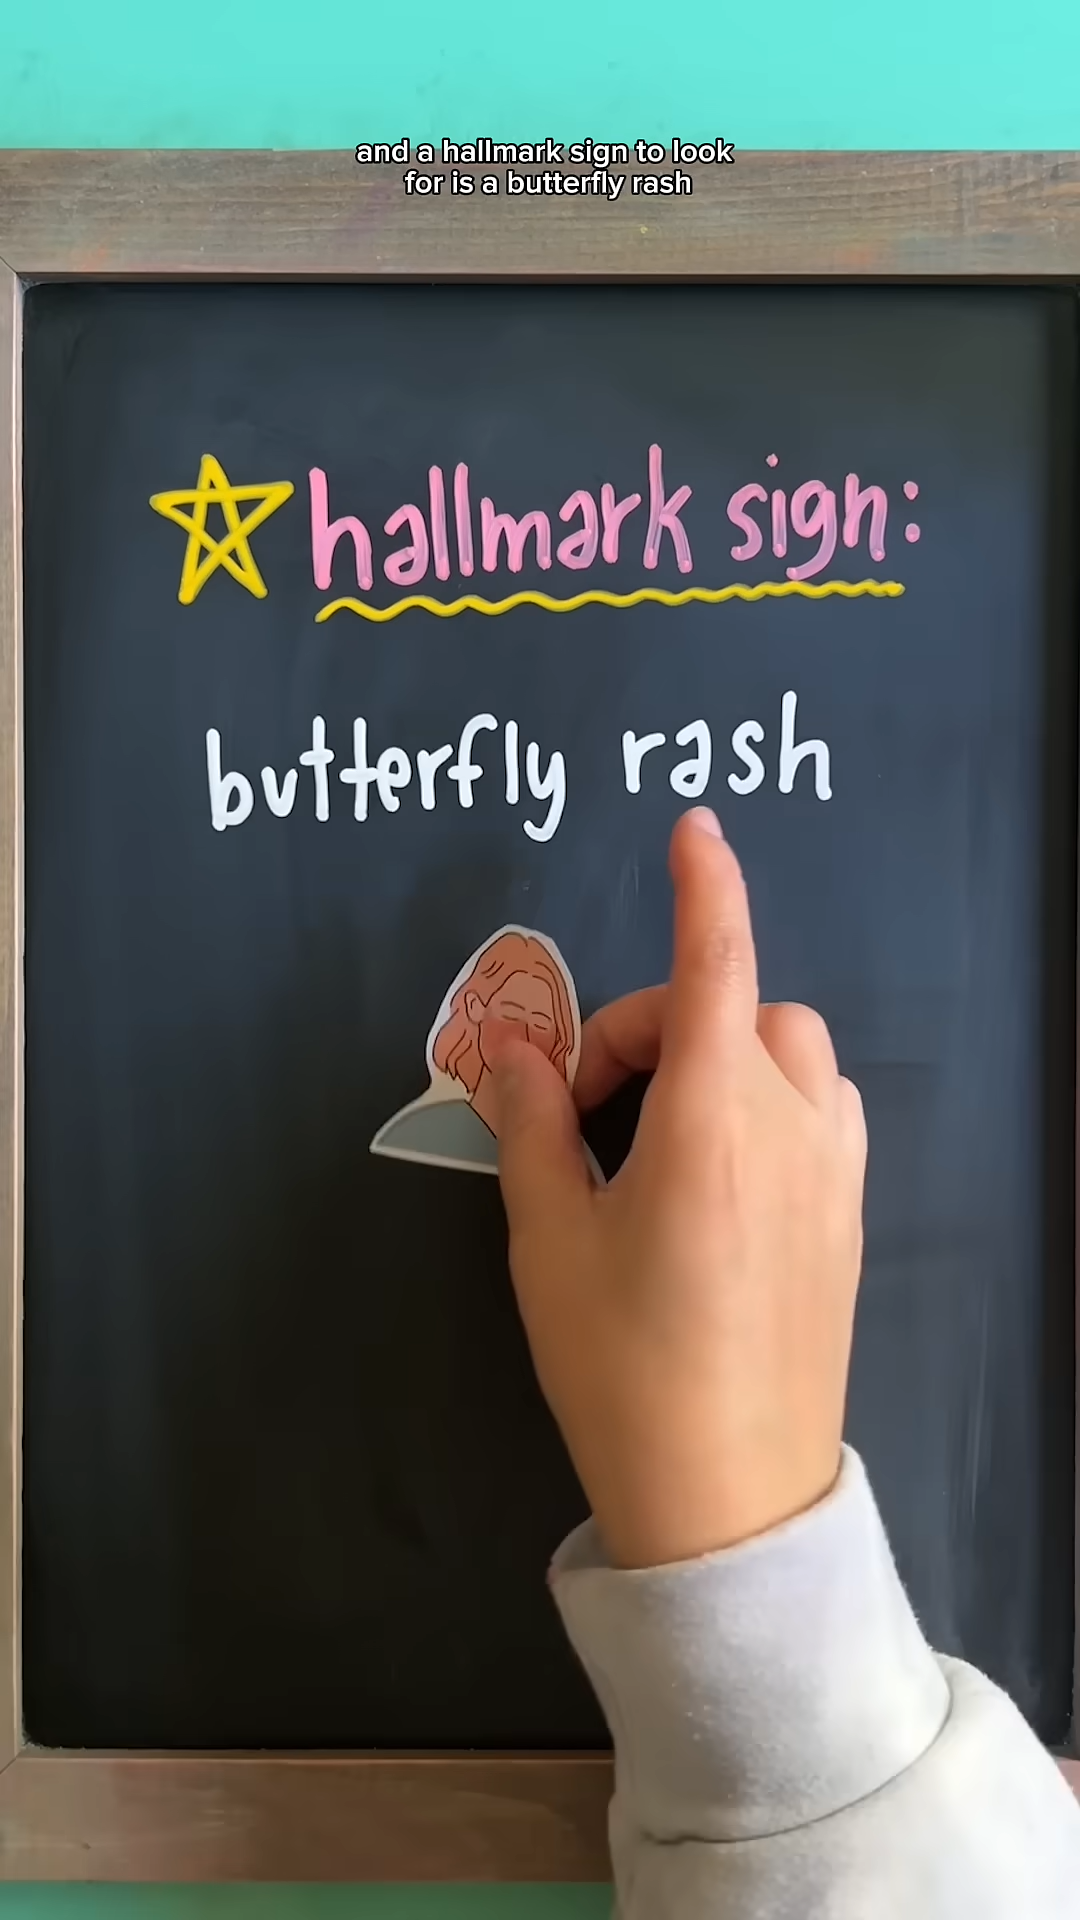 and a hallmark sign to look
for is a butterfly rash
hallmark sign:
butterfly rash